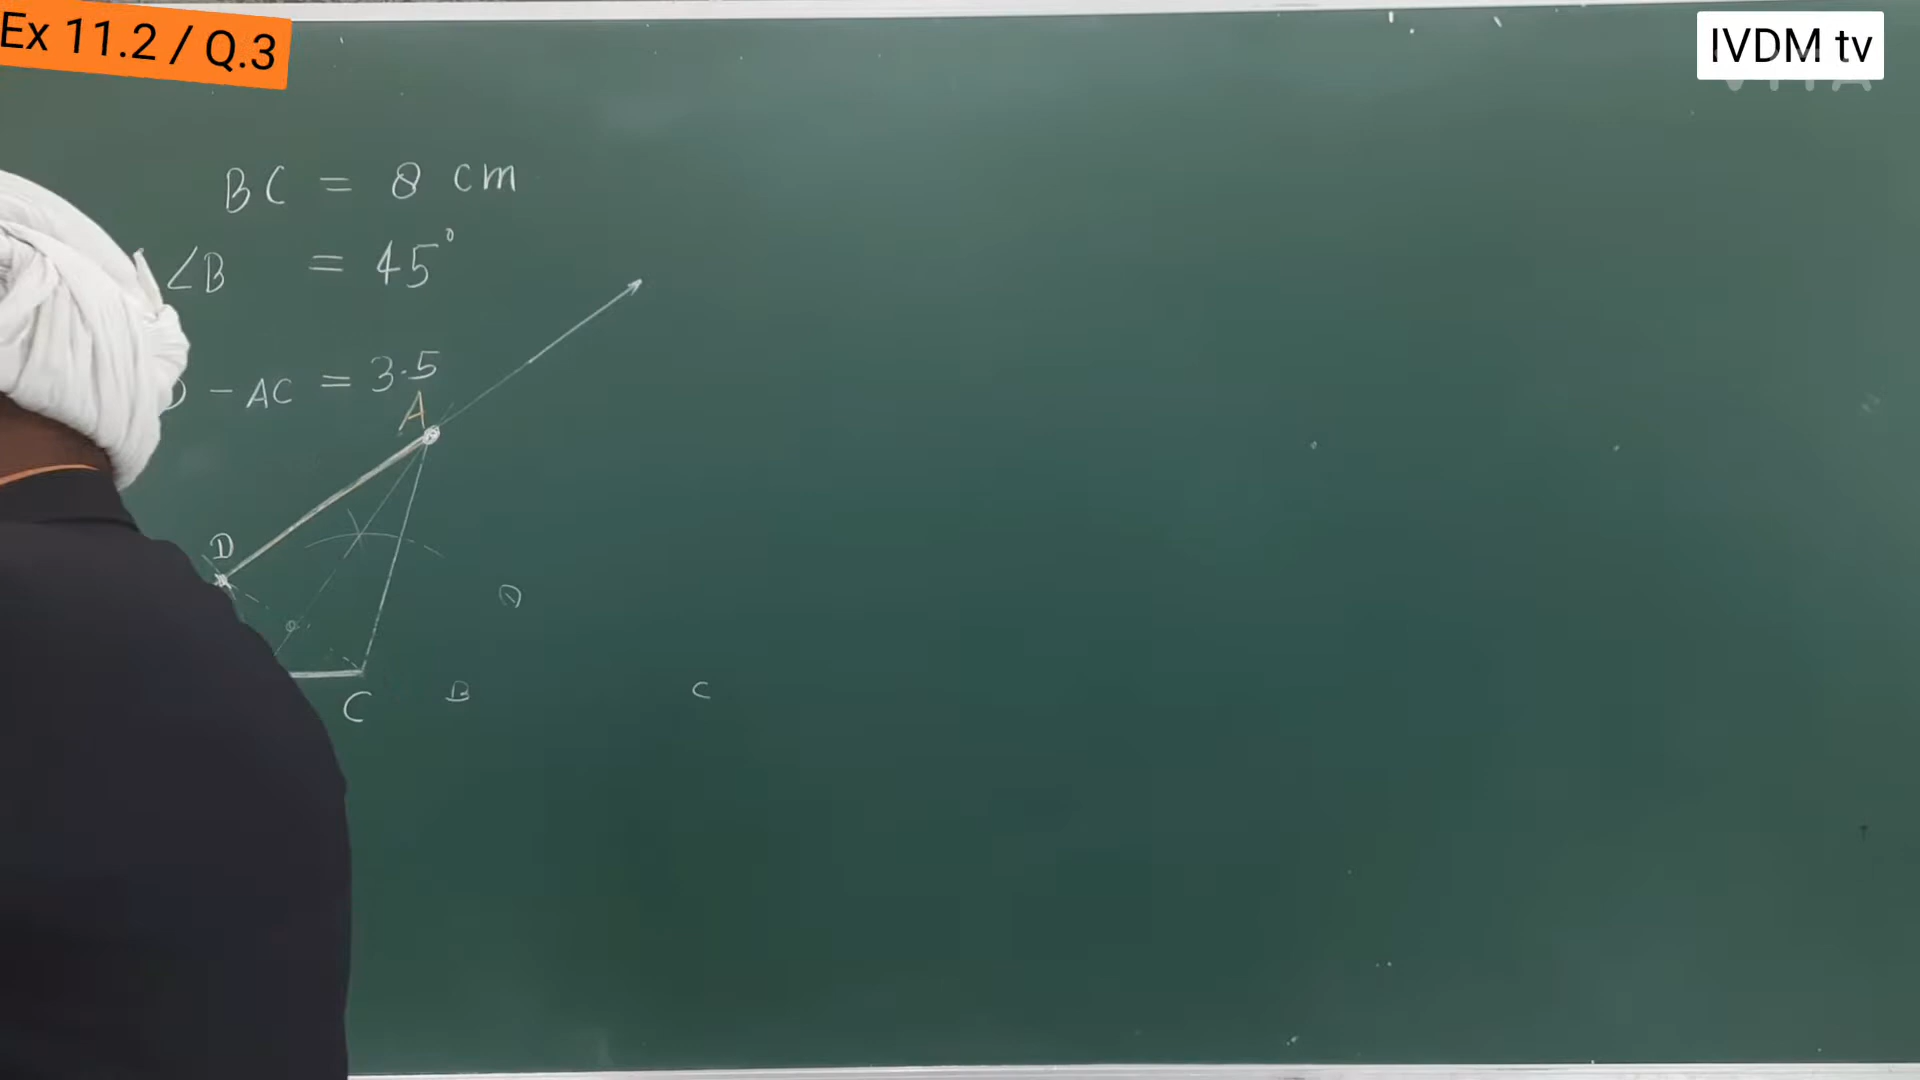 Ex 11.2 / Q.3
IVDM tv
BC = 8 cm
∠B = 45°
- AC = 3.5
A
D
D
C
B
C